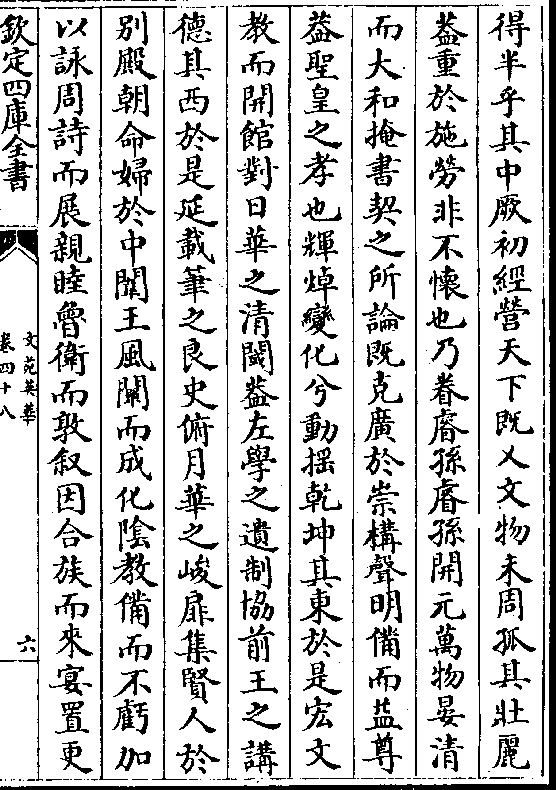 得半乎其中厥初經營天下既乂文物未周孤其壯麗
葢重於施勞非不懷也乃眷睿孫睿孫開元萬物晏清
而大和掩書契之所論既克廣於崇構聲明備而益尊
葢聖皇之孝也輝焯變化兮動揺乾坤其東於是宏文
教而開館對日華之清閟葢左學之遺制協前王之講
德其西於是延載筆之良史俯月華之峻扉集賢人於
别殿朝命婦於中闈王風闡而成化陰教備而不虧加
以詠周詩而展親睦魯衛而敦叙因合族而來宴置更
欽定四庫全書
文苑英華
卷四十八
六